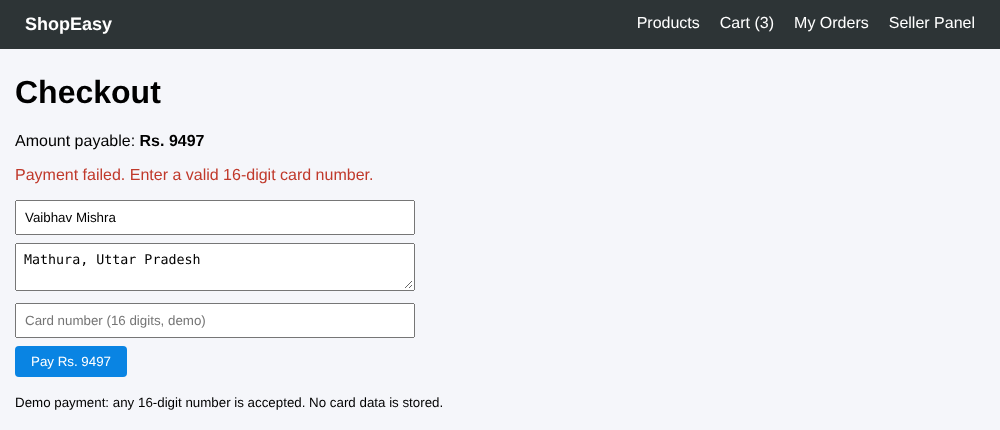 ShopEasy
Products Cart (3) My Orders Seller Panel
Checkout
Amount payable: Rs. 9497
Payment failed. Enter a valid 16-digit card number.
Vaibhav Mishra
Mathura, Uttar Pradesh
Card number (16 digits, demo)
Pay Rs. 9497
Demo payment: any 16-digit number is accepted. No card data is stored.